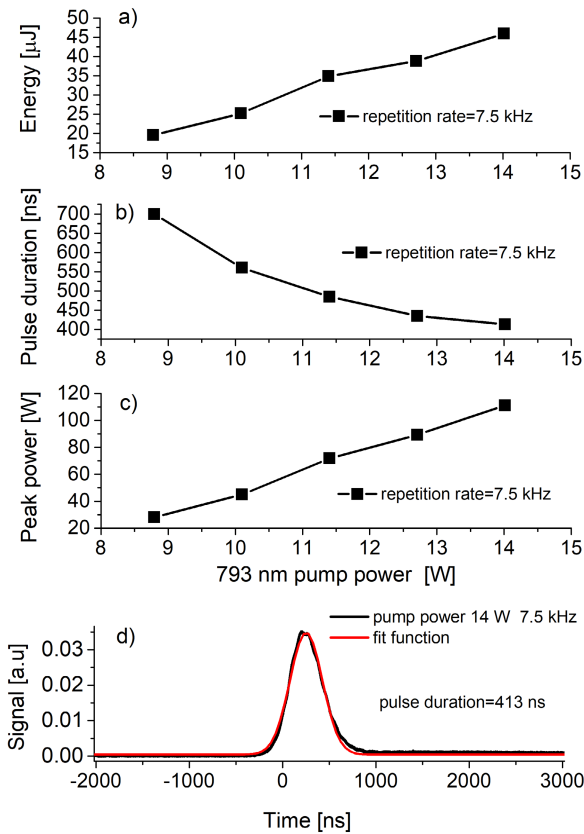 a)
Energy [µJ]
50
45
40
35
30
25
20
15
repetition rate=7.5 kHz
8 9 10 11 12 13 14 15
b)
Pulse duration [ns]
700
650
600
550
500
450
400
repetition rate=7.5 kHz
8 9 10 11 12 13 14 15
c)
Peak power [W]
120
100
80
60
40
20
repetition rate=7.5 kHz
8 9 10 11 12 13 14 15
793 nm pump power [W]
d)
pump power 14 W 7.5 kHz
fit function
Signal [a.u]
0.03
0.02
0.01
0.00
pulse duration=413 ns
-2000 -1000 0 1000 2000 3000
Time [ns]